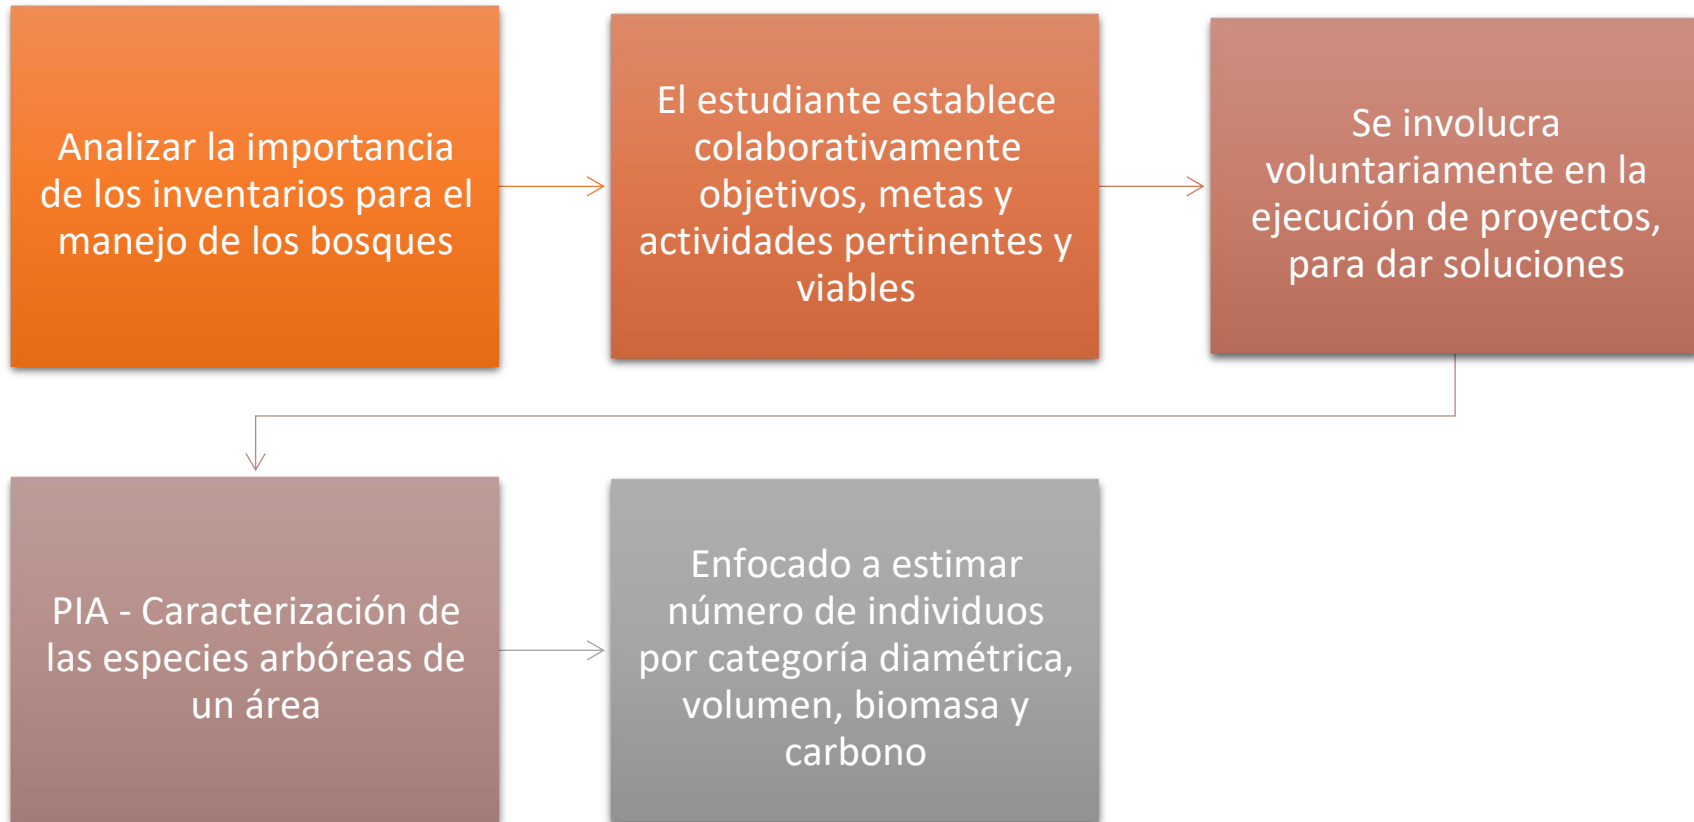 Analizar la importancia
de los inventarios para el
manejo de los bosques
El estudiante establece
colaborativamente
objetivos, metas y
actividades pertinentes y
viables
Se involucra
voluntariamente en la
ejecución de proyectos,
para dar soluciones
PIA - Caracterización de
las especies arbóreas de
un área
Enfocado a estimar
número de individuos
por categoría diamétrica,
volumen, biomasa y
carbono